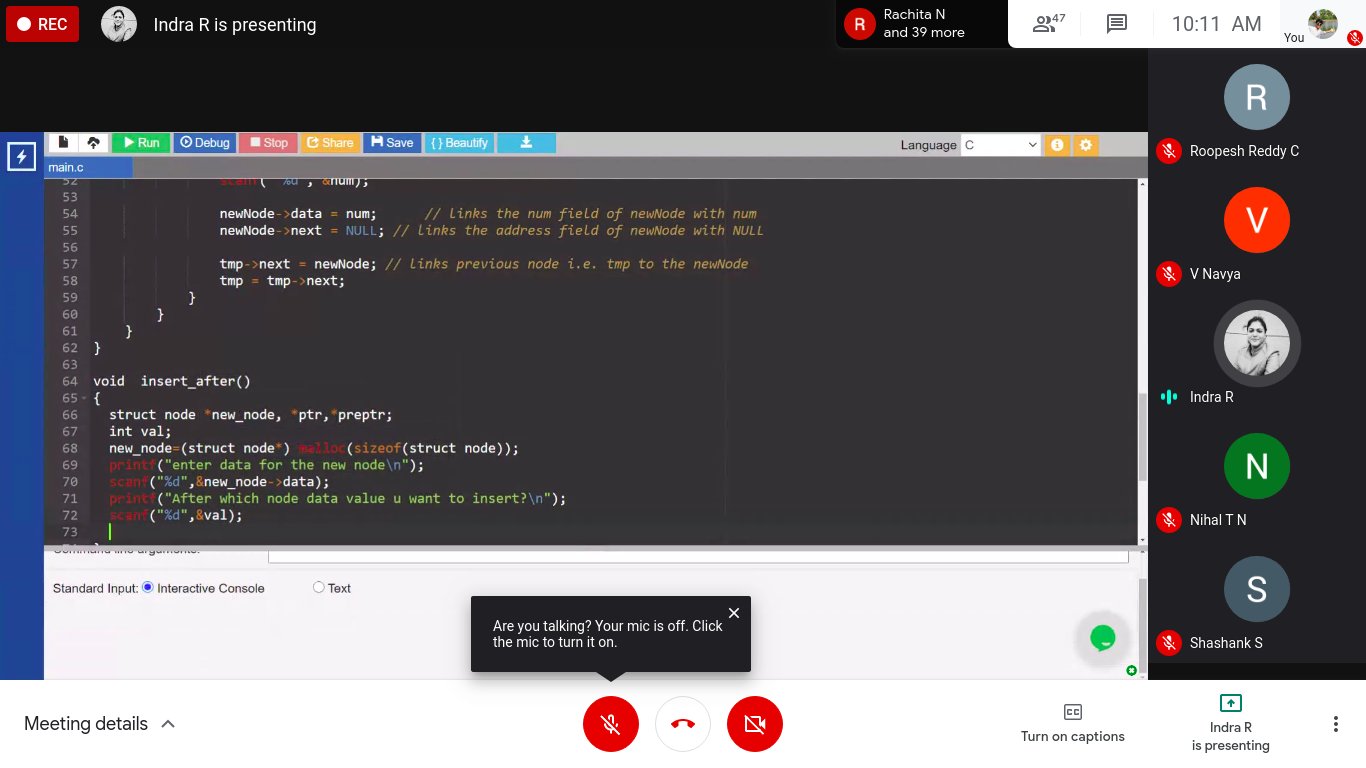 REC
Indra R is presenting
R
Rachita N
and 39 more
47
10:11 AM
You
Run
Debug
Stop
Share
Save
{ } Beautify
Language
C
main.c
52 scanf( "%d", &num);
53
54 newNode->data = num; // links the num field of newNode with num
55 newNode->next = NULL; // links the address field of newNode with NULL
56
57 tmp->next = newNode; // links previous node i.e. tmp to the newNode
58 tmp = tmp->next;
59 }
60 }
61 }
62 }
63
64 void insert_after()
65 {
66 struct node *new_node, *ptr,*preptr;
67 int val;
68 new_node=(struct node*) malloc(sizeof(struct node));
69 printf("enter data for the new node\n");
70 scanf("%d",&new_node->data);
71 printf("After which node data value u want to insert?\n");
72 scanf("%d",&val);
73
Command line arguments:
Standard Input:
Interactive Console
Text
Are you talking? Your mic is off. Click
the mic to turn it on.
R
Roopesh Reddy C
V
V Navya
Indra R
N
Nihal T N
S
Shashank S
Meeting details
CC
Turn on captions
Indra R
is presenting